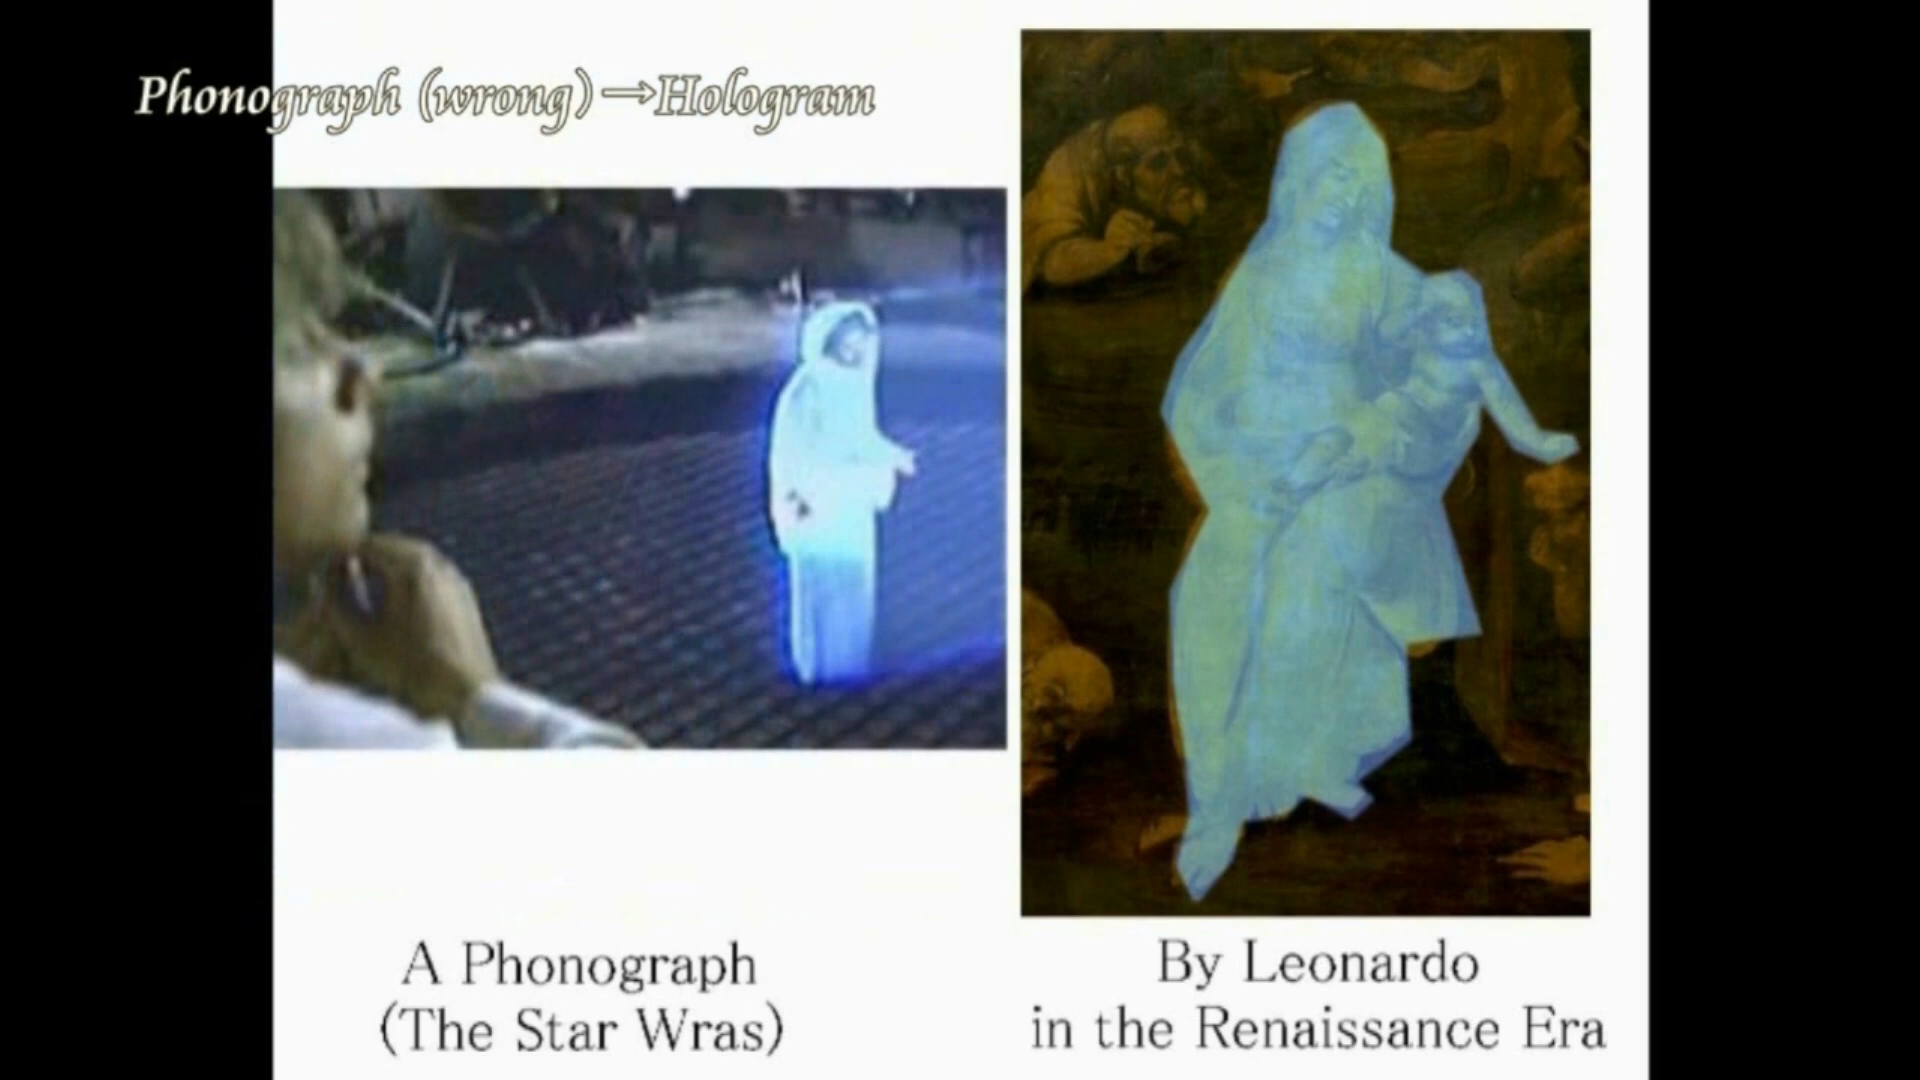 Phonograph (wrong)→Hologram
A Phonograph
(The Star Wras)
By Leonardo
in the Renaissance Era